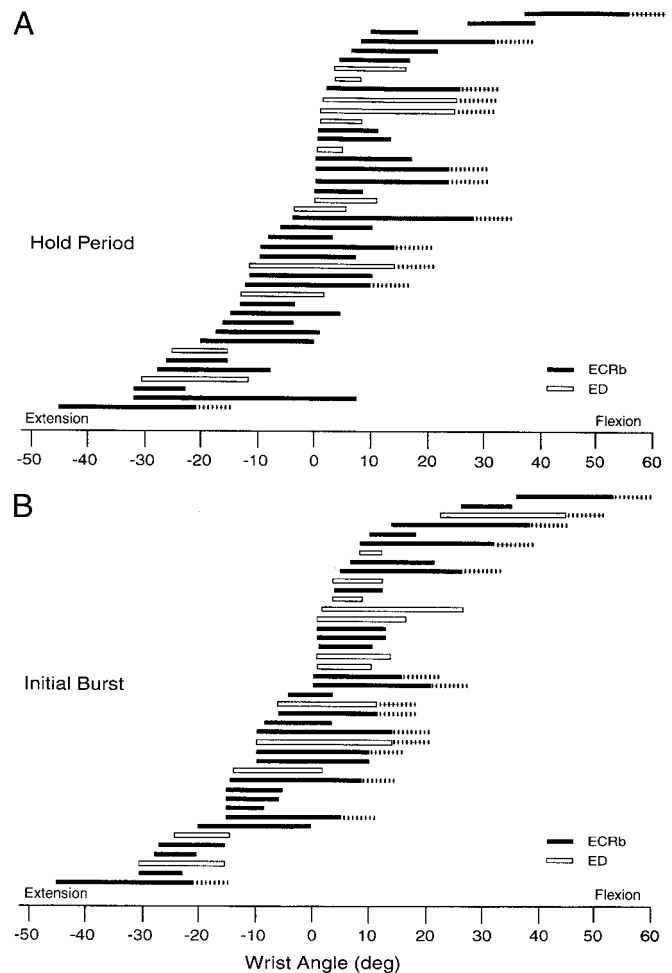 A
Hold Period
ECRb
ED
Extension
Flexion
-50 -40 -30 -20 -10 0 10 20 30 40 50 60
B
Initial Burst
ECRb
ED
Extension
Flexion
-50 -40 -30 -20 -10 0 10 20 30 40 50 60
Wrist Angle (deg)